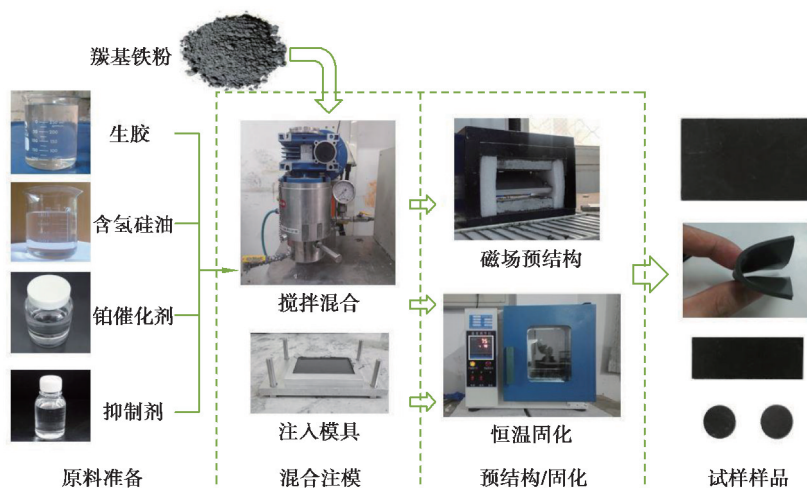 羰基铁粉
生胶
含氢硅油
铂催化剂
抑制剂
原料准备
搅拌混合
注入模具
混合注模
磁场预结构
恒温固化
预结构/固化
试样样品